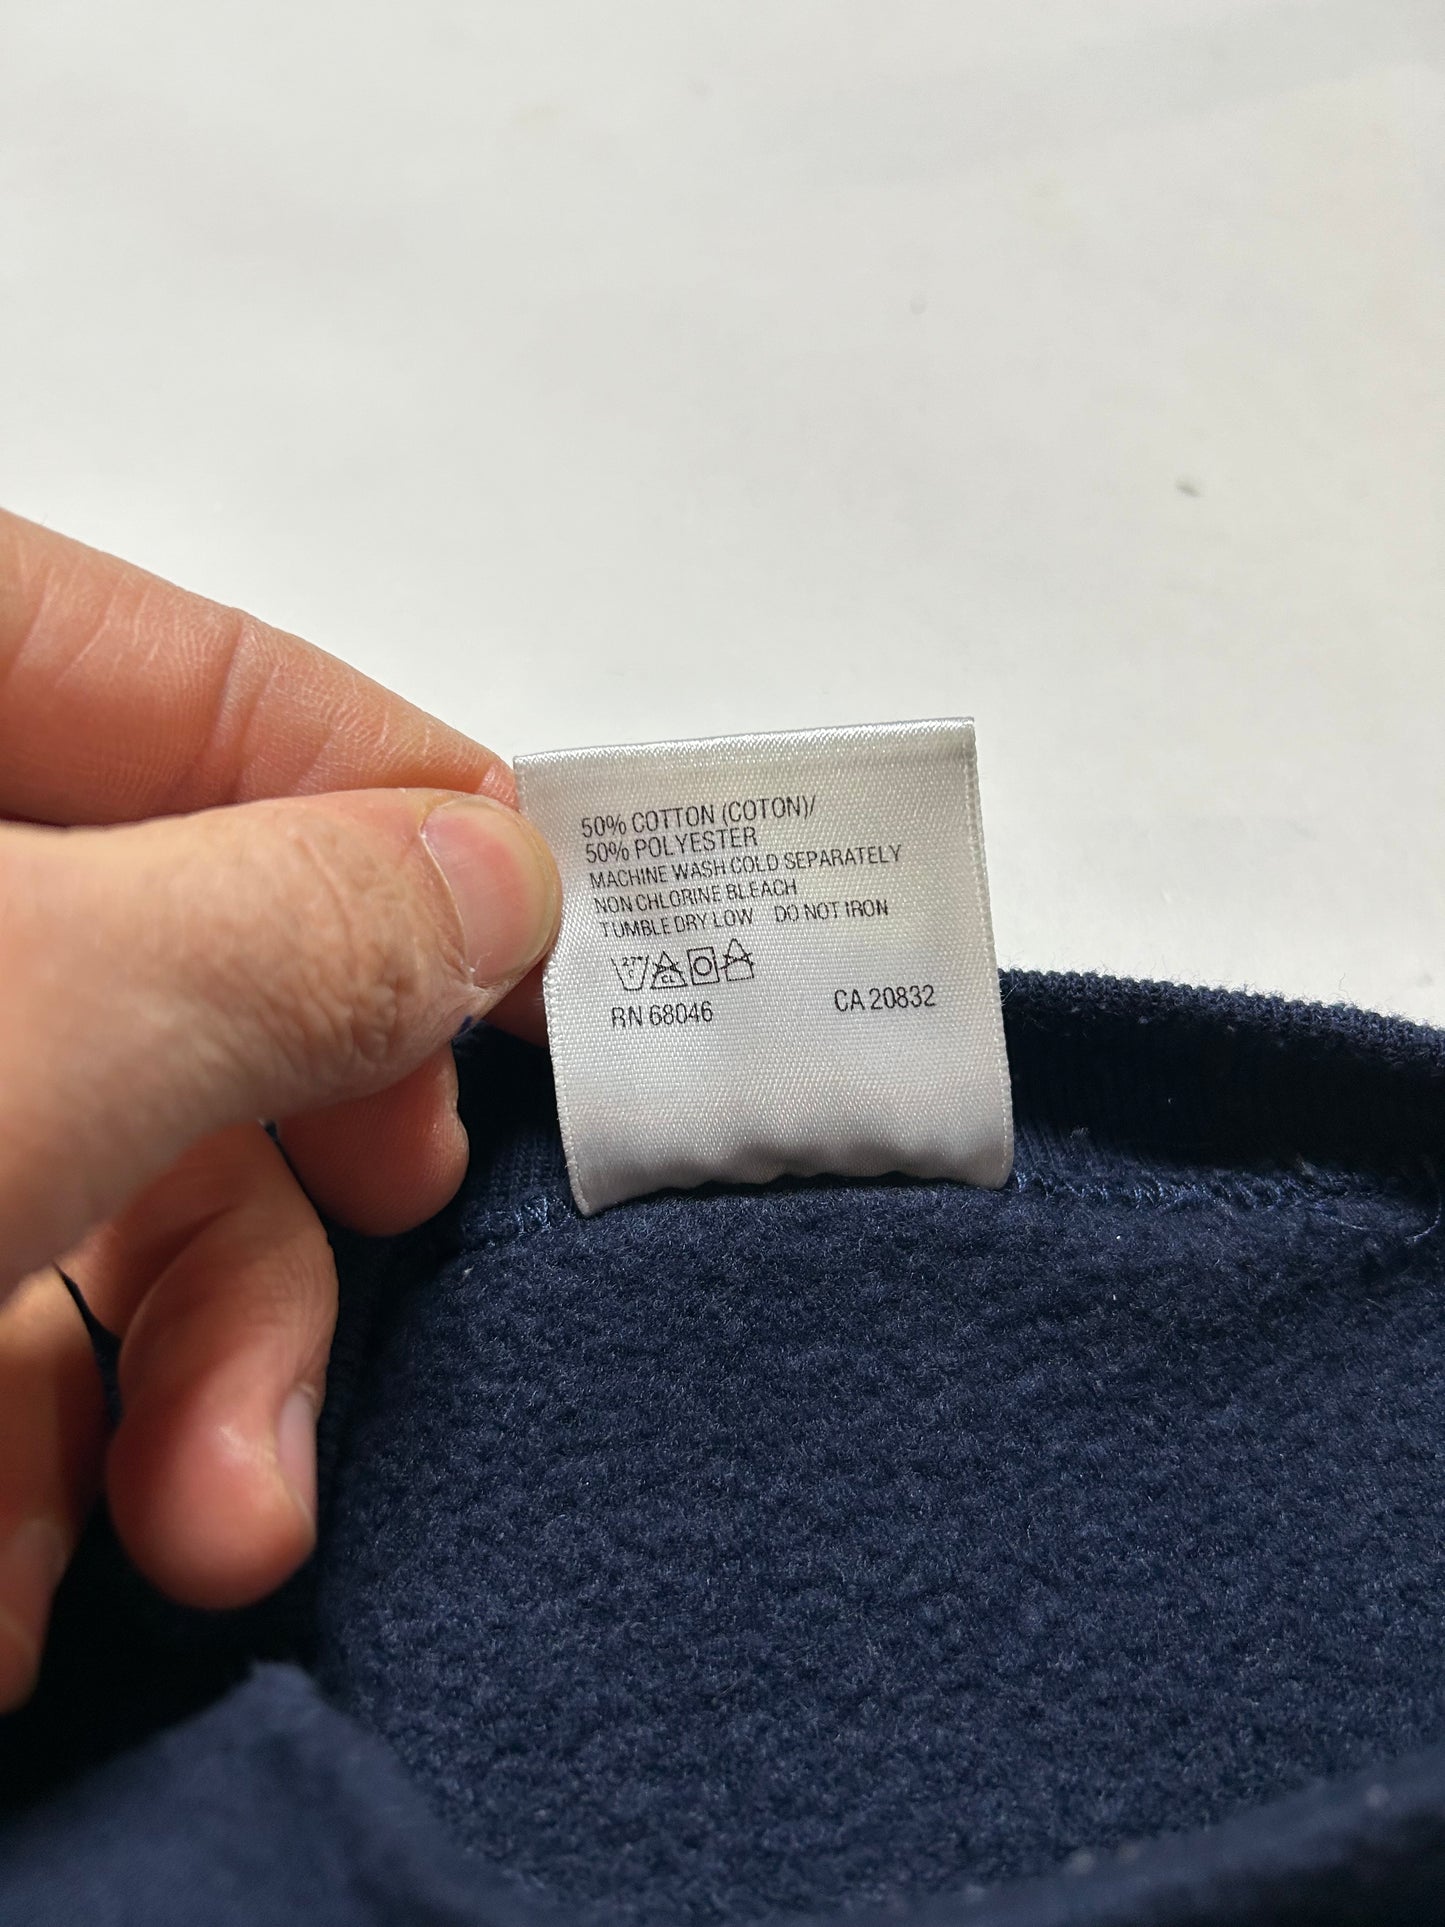 50% COTTON (COTON)/
50% POLYESTER
MACHINE WASH COLD SEPARATELY
NON CHLORINE BLEACH
TUMBLE DRY LOW DO NOT IRON
CL
RN 68046 CA 20832